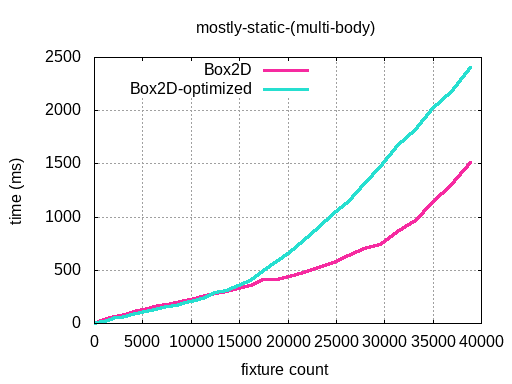 mostly-static-(multi-body)
2500
2000
1500
1000
500
0
time (ms)
Box2D
Box2D-optimized
0 5000 10000 15000 20000 25000 30000 35000 40000
fixture count